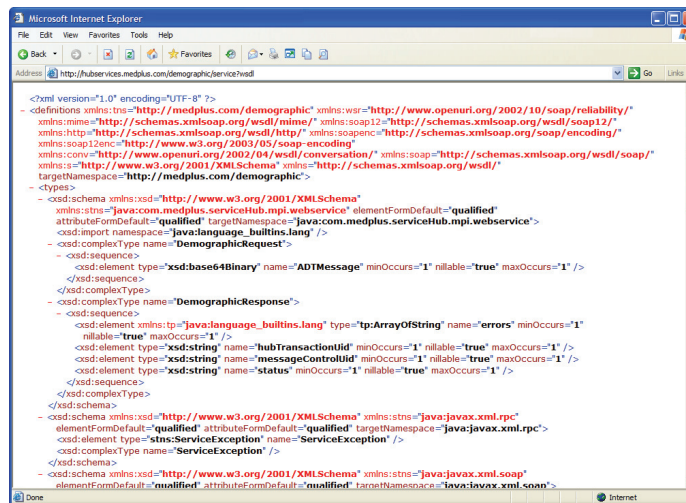 Microsoft Internet Explorer
File Edit View Favorites Tools Help
Back Favorites
Address http://hubservices.medplus.com/demographic/service?wsdl Go Links
<?xml version="1.0" encoding="UTF-8" ?>
- <definitions xmlns:tns="http://medplus.com/demographic" xmlns:wsr="http://www.openuri.org/2002/10/soap/reliability/"
xmlns:mime="http://schemas.xmlsoap.org/wsdl/mime/" xmlns:soap12="http://schemas.xmlsoap.org/wsdl/soap12/"
xmlns:http="http://schemas.xmlsoap.org/wsdl/http/" xmlns:soapenc="http://schemas.xmlsoap.org/soap/encoding/"
xmlns:soap12enc="http://www.w3.org/2003/05/soap-encoding"
xmlns:conv="http://www.openuri.org/2002/04/wsdl/conversation/" xmlns:soap="http://schemas.xmlsoap.org/wsdl/soap/"
xmlns:s="http://www.w3.org/2001/XMLSchema" xmlns="http://schemas.xmlsoap.org/wsdl/"
targetNamespace="http://medplus.com/demographic">
- <types>
- <xsd:schema xmlns:xsd="http://www.w3.org/2001/XMLSchema"
xmlns:stns="java:com.medplus.serviceHub.mpi.webservice" elementFormDefault="qualified"
attributeFormDefault="qualified" targetNamespace="java:com.medplus.serviceHub.mpi.webservice">
<xsd:import namespace="java:language_builtins.lang" />
- <xsd:complexType name="DemographicRequest">
- <xsd:sequence>
<xsd:element type="xsd:base64Binary" name="ADTMessage" minOccurs="1" nillable="true" maxOccurs="1" />
</xsd:sequence>
</xsd:complexType>
- <xsd:complexType name="DemographicResponse">
- <xsd:sequence>
<xsd:element xmlns:tp="java:language_builtins.lang" type="tp:ArrayOfString" name="errors" minOccurs="1"
nillable="true" maxOccurs="1" />
<xsd:element type="xsd:string" name="hubTransactionUid" minOccurs="1" nillable="true" maxOccurs="1" />
<xsd:element type="xsd:string" name="messageControlUid" minOccurs="1" nillable="true" maxOccurs="1" />
<xsd:element type="xsd:string" name="status" minOccurs="1" nillable="true" maxOccurs="1" />
</xsd:sequence>
</xsd:complexType>
</xsd:schema>
- <xsd:schema xmlns:xsd="http://www.w3.org/2001/XMLSchema" xmlns:stns="java:javax.xml.rpc"
elementFormDefault="qualified" attributeFormDefault="qualified" targetNamespace="java:javax.xml.rpc">
<xsd:element type="stns:ServiceException" name="ServiceException" />
<xsd:complexType name="ServiceException" />
</xsd:schema>
- <xsd:schema xmlns:xsd="http://www.w3.org/2001/XMLSchema" xmlns:stns="java:javax.xml.soap"
elementFormDefault="qualified" attributeFormDefault="qualified" targetNamespace="java:javax.xml.soap">
Done Internet